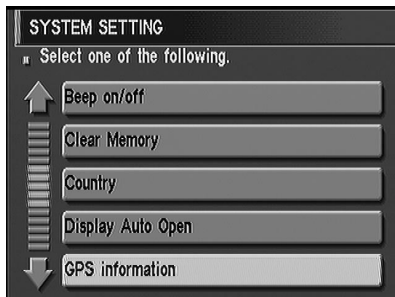 SYSTEM SETTING
Select one of the following.
Beep on/off
Clear Memory
Country
Display Auto Open
GPS information